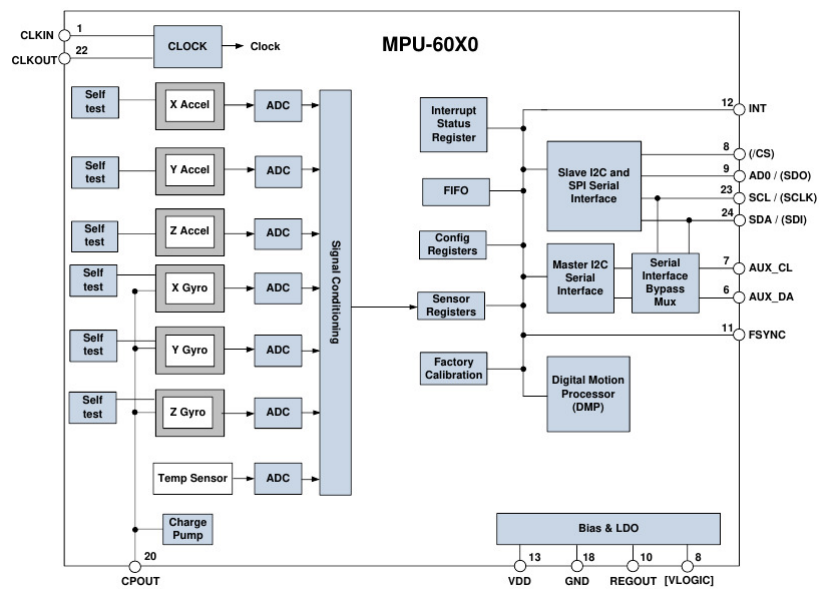 MPU-60X0
CLKIN
1
CLKOUT
22
CLOCK
Clock
Self
test
X Accel
ADC
Self
test
Y Accel
ADC
Self
test
Z Accel
ADC
Self
test
X Gyro
ADC
Self
test
Y Gyro
ADC
Self
test
Z Gyro
ADC
Temp Sensor
ADC
Charge
Pump
20
CPOUT
Signal Conditioning
Interrupt
Status
Register
FIFO
Config
Registers
Sensor
Registers
Factory
Calibration
Slave I2C and
SPI Serial
Interface
Master I2C
Serial
Interface
Serial
Interface
Bypass
Mux
Digital Motion
Processor
(DMP)
12
INT
8
(/CS)
9
AD0 / (SDO)
23
SCL / (SCLK)
24
SDA / (SDI)
7
AUX_CL
6
AUX_DA
11
FSYNC
Bias & LDO
13
18
10
8
VDD
GND
REGOUT
[VLOGIC]